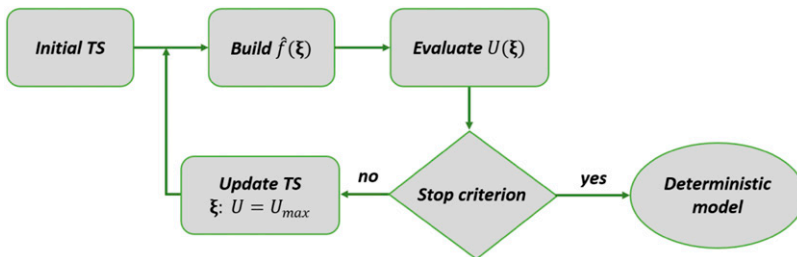 Initial TS
Build f̂(ξ)
Evaluate U(ξ)
Update TS
ξ: U = Uₘₐₓ
no
Stop criterion
yes
Deterministic
model